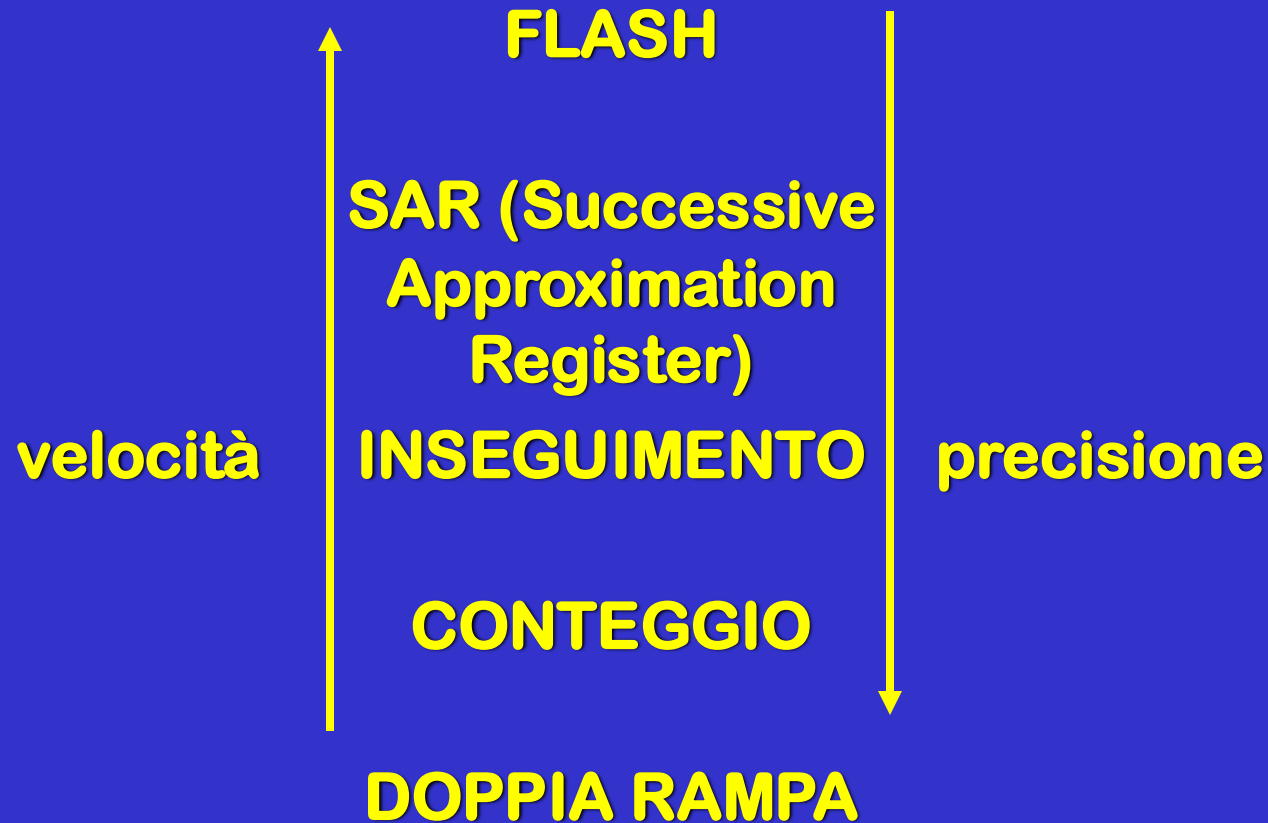 FLASH
SAR (Successive
Approximation
Register)
velocità
INSEGUIMENTO
precisione
CONTEGGIO
DOPPIA RAMPA